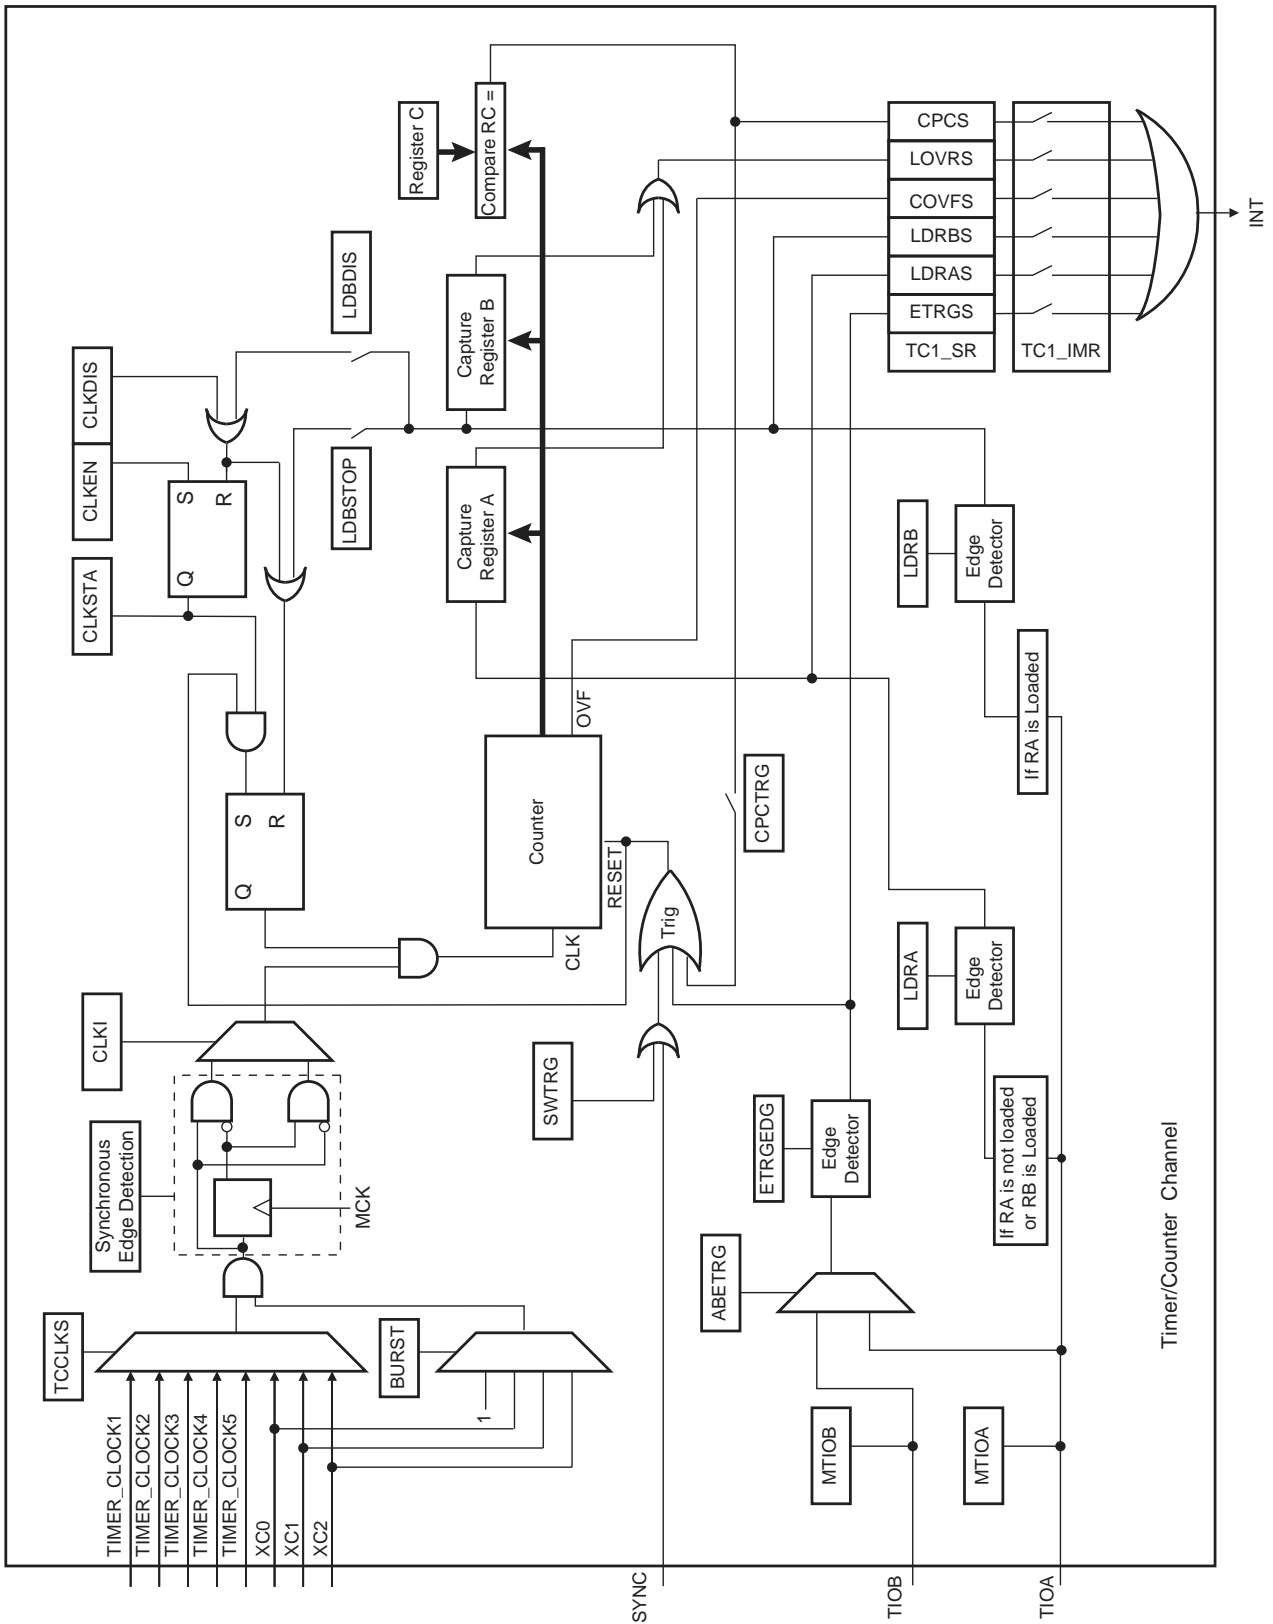 TCCLKS
TIMER_CLOCK1
TIMER_CLOCK2
TIMER_CLOCK3
TIMER_CLOCK4
TIMER_CLOCK5
XC0
XC1
XC2
Synchronous
Edge Detection
CLKI
CLKSTA
CLKEN
CLKDIS
BURST
1
MCK
Q
S
R
Q
S
R
LDBSTOP
LDBDIS
CLK
Counter
RESET
OVF
Capture
Register A
Capture
Register B
Register C
Compare RC =
SYNC
SWTRG
Trig
CPCTRG
MTIOB
TIOB
ABETRG
ETRGEDG
Edge
Detector
MTIOA
TIOA
If RA is not loaded
or RB is Loaded
LDRA
Edge
Detector
If RA is Loaded
LDRB
Edge
Detector
CPCS
LOVRS
COVFS
LDRBS
LDRAS
ETRGS
TC1_SR
TC1_IMR
INT
Timer/Counter Channel